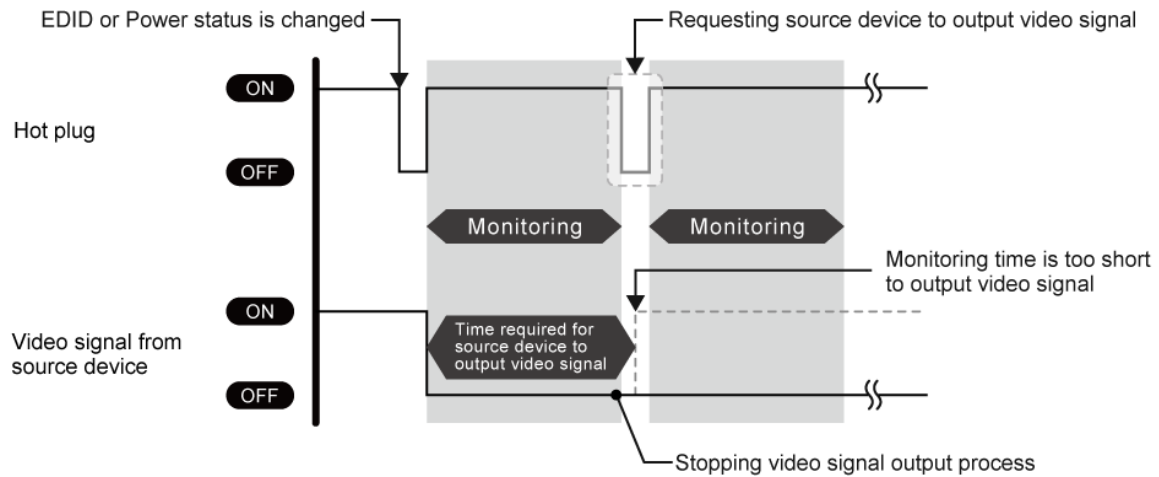 EDID or Power status is changed
Requesting source device to output video signal
ON
Hot plug
OFF
Monitoring
Monitoring
Monitoring time is too short
to output video signal
ON
Video signal from
source device
Time required for
source device to
output video signal
OFF
Stopping video signal output process